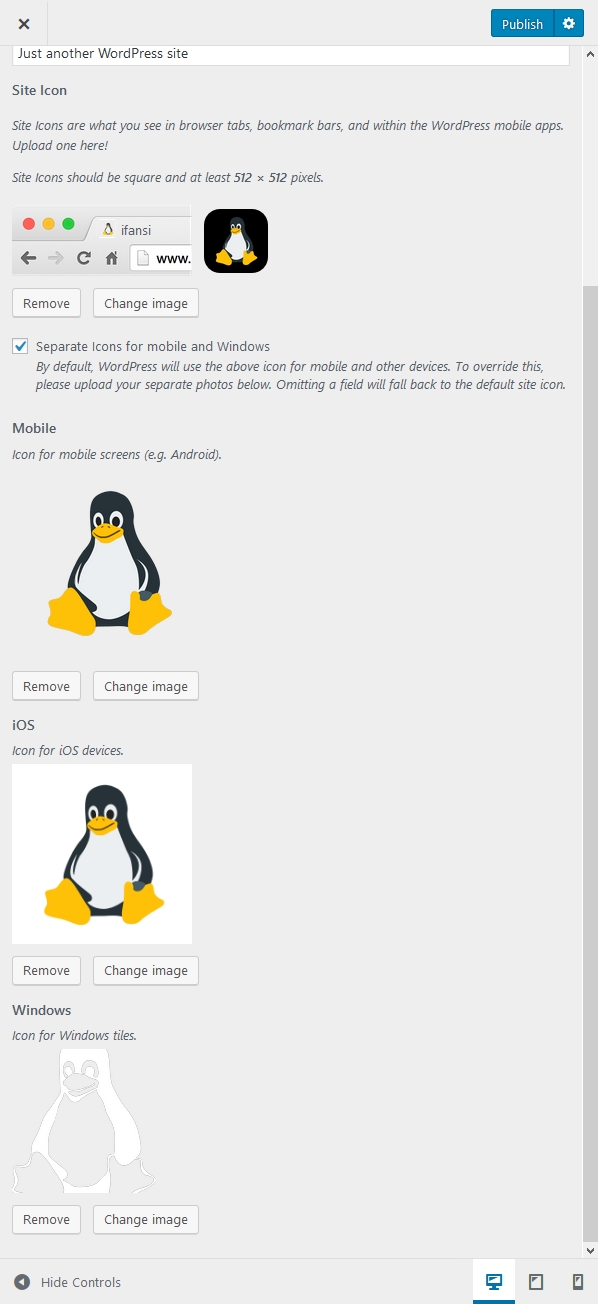 Publish
Just another WordPress site
Site Icon
Site Icons are what you see in browser tabs, bookmark bars, and within the WordPress mobile apps.
Upload one here!
Site Icons should be square and at least 512 × 512 pixels.
ifansi
www.
Remove
Change image
Separate Icons for mobile and Windows
By default, WordPress will use the above icon for mobile and other devices. To override this,
please upload your separate photos below. Omitting a field will fall back to the default site icon.
Mobile
Icon for mobile screens (e.g. Android).
Remove
Change image
iOS
Icon for iOS devices.
Remove
Change image
Windows
Icon for Windows tiles.
Remove
Change image
Hide Controls